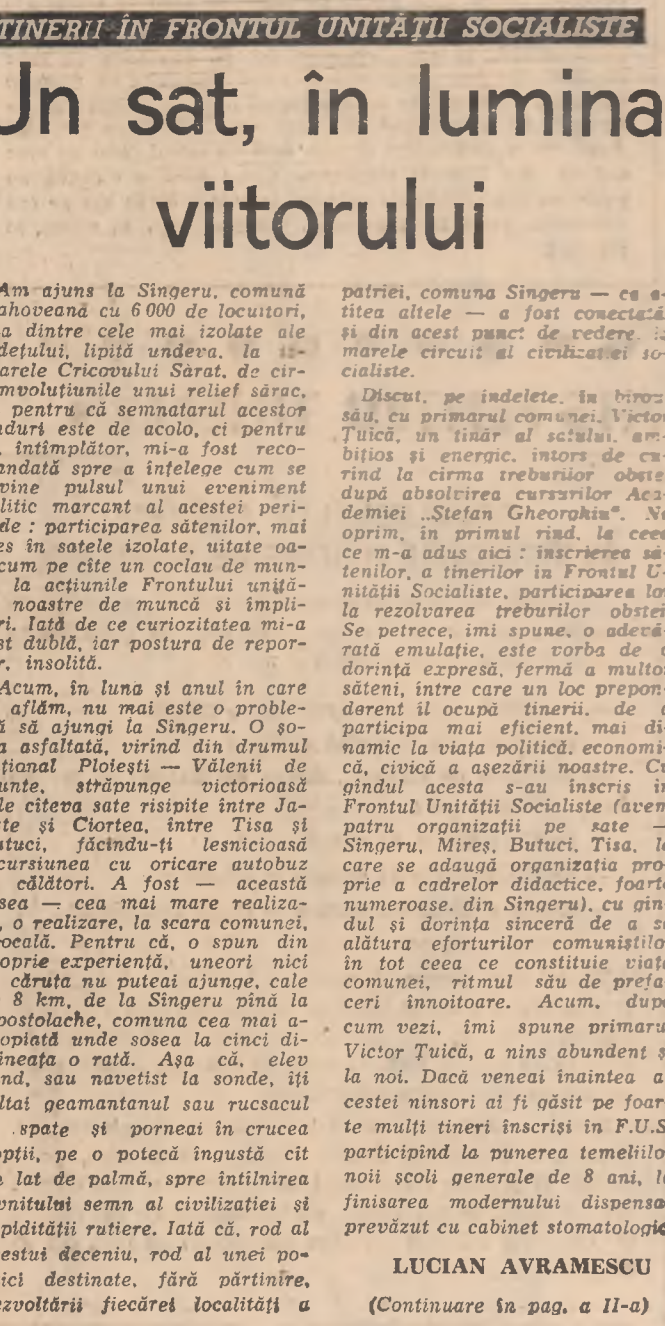 TINERII ÎN FRONTUL UNITĂȚII SOCIALISTE
Un sat, în lumina
viitorului
Am ajuns la Sîngeru, comună
ahoveană cu 6 000 de locuitori,
a dintre cele mai izolate ale
dețului, lipită undeva, la
arele Cricovului Sărat, de cir-
mvoluțiunile unui relief sărac,
pentru că semnatarul acestor
nduri este de acolo, ci pentru
, întîmplător, mi-a fost reco-
andată spre a înțelege cum se
vine pulsul unui eveniment
litic marcant al acestei peri-
de : participarea sătenilor, mai
es în satele izolate, uitate oa-
cum pe cîte un coclau de mun-
la acțiunile Frontului unită-
noastre de muncă și împli-
ri. Iată de ce curiozitatea mi-a
st dublă, iar postura de repor-
r, insolită.
Acum, în luna și anul în care
aflăm, nu mai este o proble-
ă să ajungi la Sîngeru. O șo-
a asfaltată, virînd din drumul
țional Ploiești — Vălenii de
unte, străpunge victorioasă
le cîteva sate risipite între Ja-
te și Ciortea, între Tisa și
tuci, făcîndu-ți lesnicioasă
cursiunea cu oricare autobuz
călători. A fost — această
sea — cea mai mare realiza-
, o realizare, la scara comunei,
ocală. Pentru că, o spun din
oprie experiență, uneori nici
căruța nu puteai ajunge, cale
8 km, de la Sîngeru pînă la
postolache, comuna cea mai a-
opiată unde sosea la cinci di-
ineața o rată. Așa că, elev
nd, sau navetist la sonde, îți
ltai geamantanul sau rucsacul
spate și porneai în crucea
opții, pe o potecă îngustă cît
lat de palmă, spre întîlnirea
vnitului semn al civilizației și
pidității rutiere. Iată că, rod al
estui deceniu, rod al unei po-
ici destinate, fără părtinire,
ezvoltării fiecărei localități a
patriei, comuna Sîngeru — ca a-
titea altele — a fost conectată
și din acest punct de vedere, la
marele circuit al civilizației so-
cialiste.
Discut, pe îndelete, în biroul
său, cu primarul comunei, Victor
Țuică, un tînăr al satului, am-
bițios și energic, întors de cu-
rînd la cîrma treburilor obștei
după absolvirea cursurilor Aca-
demiei „Ștefan Gheorghiu". Ne
oprim, în primul rînd, la ceea
ce m-a adus aici : înscrierea să-
tenilor, a tinerilor în Frontul U-
nității Socialiste, participarea lor
la rezolvarea treburilor obștei
Se petrece, îmi spune, o adevă-
rată emulație, este vorba de o
dorință expresă, fermă a multor
săteni, între care un loc prepon-
derent îl ocupă tinerii, de a
participa mai eficient, mai di-
namic la viața politică, economi-
că, civică a așezării noastre. Cu
gîndul acesta s-au înscris în
Frontul Unității Socialiste (avem
patru organizații pe sate —
Sîngeru, Mireș, Butuci, Tisa, la
care se adaugă organizația pro-
prie a cadrelor didactice, foarte
numeroase, din Sîngeru), cu gîn-
dul și dorința sinceră de a se
alătura eforturilor comuniștilor
în tot ceea ce constituie viața
comunei, ritmul său de prefa-
ceri înnoitoare. Acum, după
cum vezi, îmi spune primarul
Victor Țuică, a nins abundent și
la noi. Dacă veneai înaintea a-
cestei ninsori ai fi găsit pe foar-
te mulți tineri înscriși în F.U.S.
participînd la punerea temeliilor
noii școli generale de 8 ani, la
finisarea modernului dispensar
prevăzut cu cabinet stomatologic
LUCIAN AVRAMESCU
(Continuare în pag. a II-a)